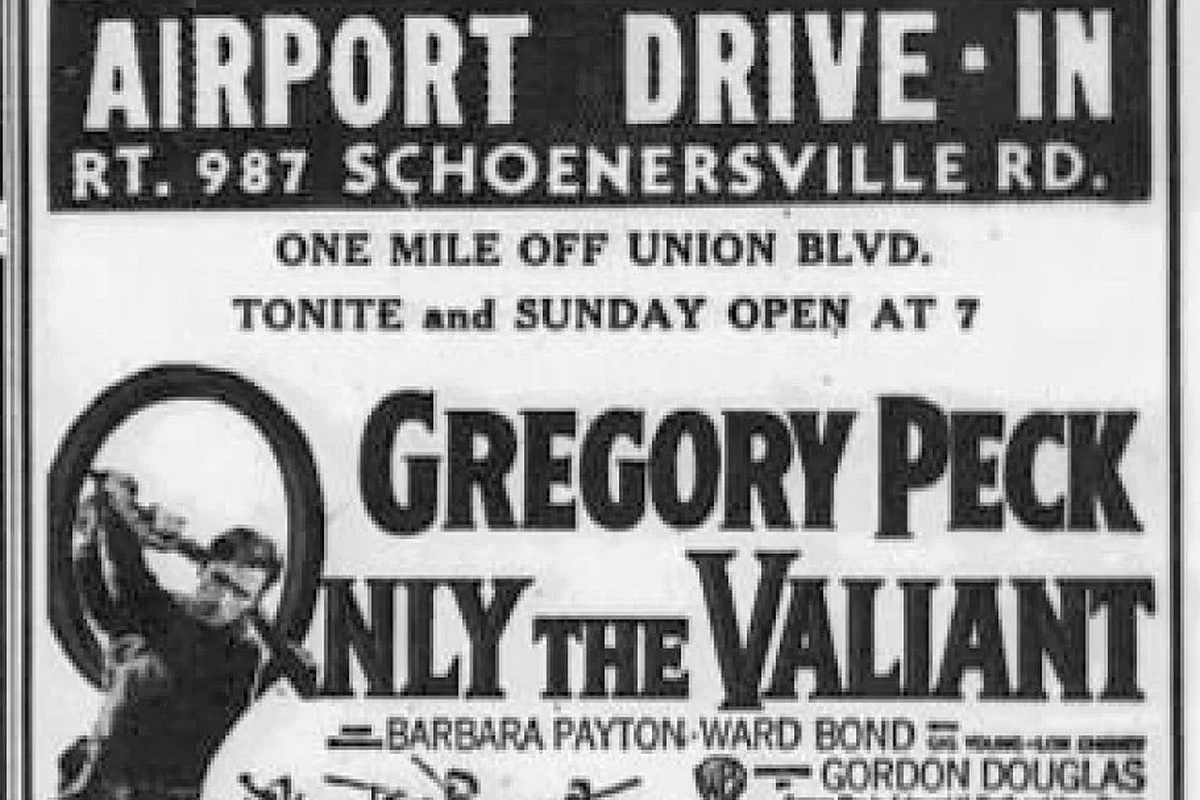 AIRPORT DRIVE-IN
RT. 987 SCHOENERSVILLE RD.
ONE MILE OFF UNION BLVD.
TONITE and SUNDAY OPEN AT 7
GREGORY PECK
ONLY THE VALIANT
BARBARA PAYTON·WARD BOND
WB GORDON DOUGLAS